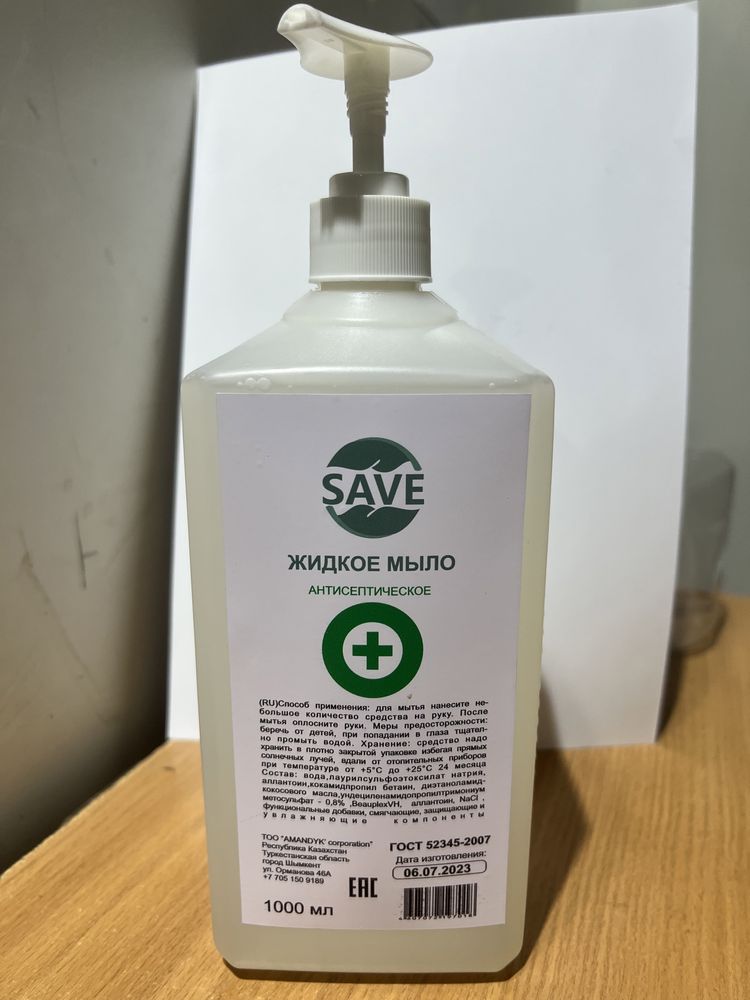 SAVE
ЖИДКОЕ МЫЛО
АНТИСЕПТИЧЕСКОЕ
(RU)Способ применения: для мытья нанесите не-
большое количество средства на руку. После
мытья ополосните руки. Меры предосторожности:
беречь от детей, при попадании в глаза тщател-
но промыть водой. Хранение: средство надо
хранить в плотно закрытой упаковке избегая прямых
солнечных лучей, вдали от отопительных приборов
при температуре от +5°С до +25°С 24 месяца
Состав: вода,лаурилсульфоэтоксилат натрия,
аллантоин,кокамидпропил бетаин, диэтаноламид-
кокосового масла,ундециленамидопропилтримониум
метосульфат - 0,8% ,BeauplexVH, аллантоин, NaCl ,
функциональные добавки, смягчающие, защищающие и
увлажняющие компоненты
ТОО "AMANDYK' corporation"
Республика Казахстан
Туркестанская область
город Шымкент
ул. Орманова 46А
+7 705 150 9189
ГОСТ 52345-2007
Дата изготовления:
06.07.2023
ЕАС
1000 мл